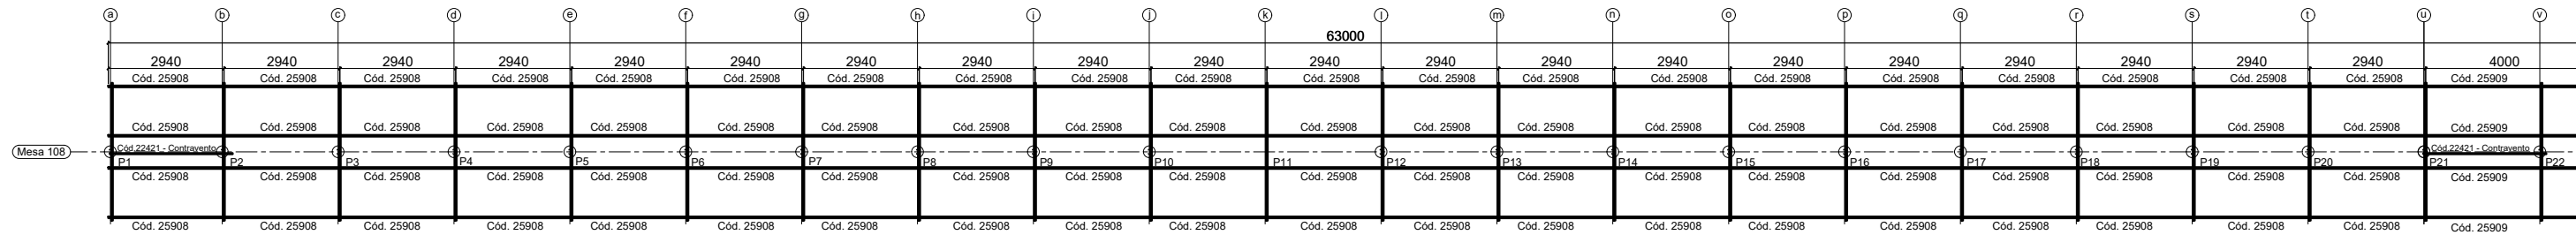 a b c d e f g h i j k l m n o p q r s t u v
63000
2940 2940 2940 2940 2940 2940 2940 2940 2940 2940 2940 2940 2940 2940 2940 2940 2940 2940 2940 2940 4000
Cód. 25908 Cód. 25908 Cód. 25908 Cód. 25908 Cód. 25908 Cód. 25908 Cód. 25908 Cód. 25908 Cód. 25908 Cód. 25908 Cód. 25908 Cód. 25908 Cód. 25908 Cód. 25908 Cód. 25908 Cód. 25908 Cód. 25908 Cód. 25908 Cód. 25908 Cód. 25908 Cód. 25909
Cód. 25908 Cód. 25908 Cód. 25908 Cód. 25908 Cód. 25908 Cód. 25908 Cód. 25908 Cód. 25908 Cód. 25908 Cód. 25908 Cód. 25908 Cód. 25908 Cód. 25908 Cód. 25908 Cód. 25908 Cód. 25908 Cód. 25908 Cód. 25908 Cód. 25908 Cód. 25908 Cód. 25909
Mesa 108 Cód.22421 - Contravento Cód.22421 - Contravento
P1 P2 P3 P4 P5 P6 P7 P8 P9 P10 P11 P12 P13 P14 P15 P16 P17 P18 P19 P20 P21 P22
Cód. 25908 Cód. 25908 Cód. 25908 Cód. 25908 Cód. 25908 Cód. 25908 Cód. 25908 Cód. 25908 Cód. 25908 Cód. 25908 Cód. 25908 Cód. 25908 Cód. 25908 Cód. 25908 Cód. 25908 Cód. 25908 Cód. 25908 Cód. 25908 Cód. 25908 Cód. 25908 Cód. 25909
Cód. 25908 Cód. 25908 Cód. 25908 Cód. 25908 Cód. 25908 Cód. 25908 Cód. 25908 Cód. 25908 Cód. 25908 Cód. 25908 Cód. 25908 Cód. 25908 Cód. 25908 Cód. 25908 Cód. 25908 Cód. 25908 Cód. 25908 Cód. 25908 Cód. 25908 Cód. 25908 Cód. 25909